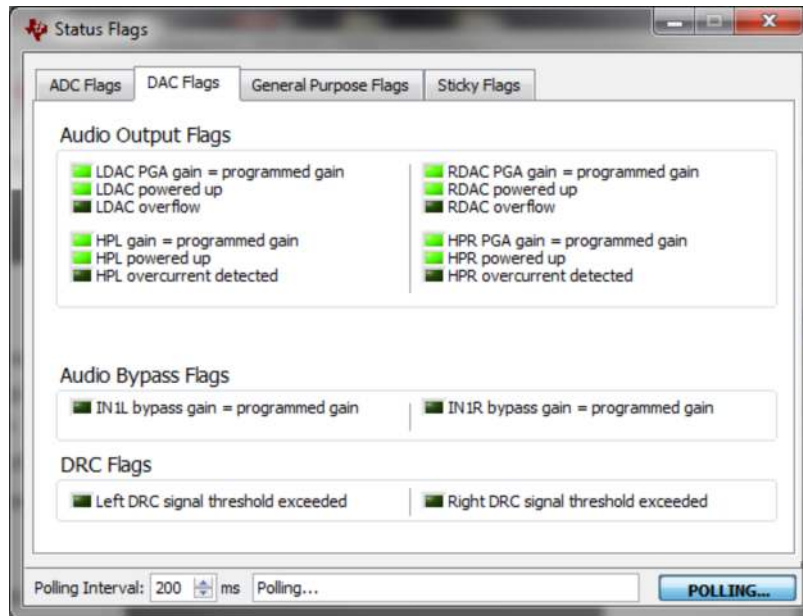 Status Flags
ADC Flags DAC Flags General Purpose Flags Sticky Flags
Audio Output Flags
LDAC PGA gain = programmed gain
LDAC powered up
LDAC overflow
RDAC PGA gain = programmed gain
RDAC powered up
RDAC overflow
HPL gain = programmed gain
HPL powered up
HPL overcurrent detected
HPR PGA gain = programmed gain
HPR powered up
HPR overcurrent detected
Audio Bypass Flags
IN1L bypass gain = programmed gain
IN1R bypass gain = programmed gain
DRC Flags
Left DRC signal threshold exceeded
Right DRC signal threshold exceeded
Polling Interval: 200 ms Polling... POLLING...